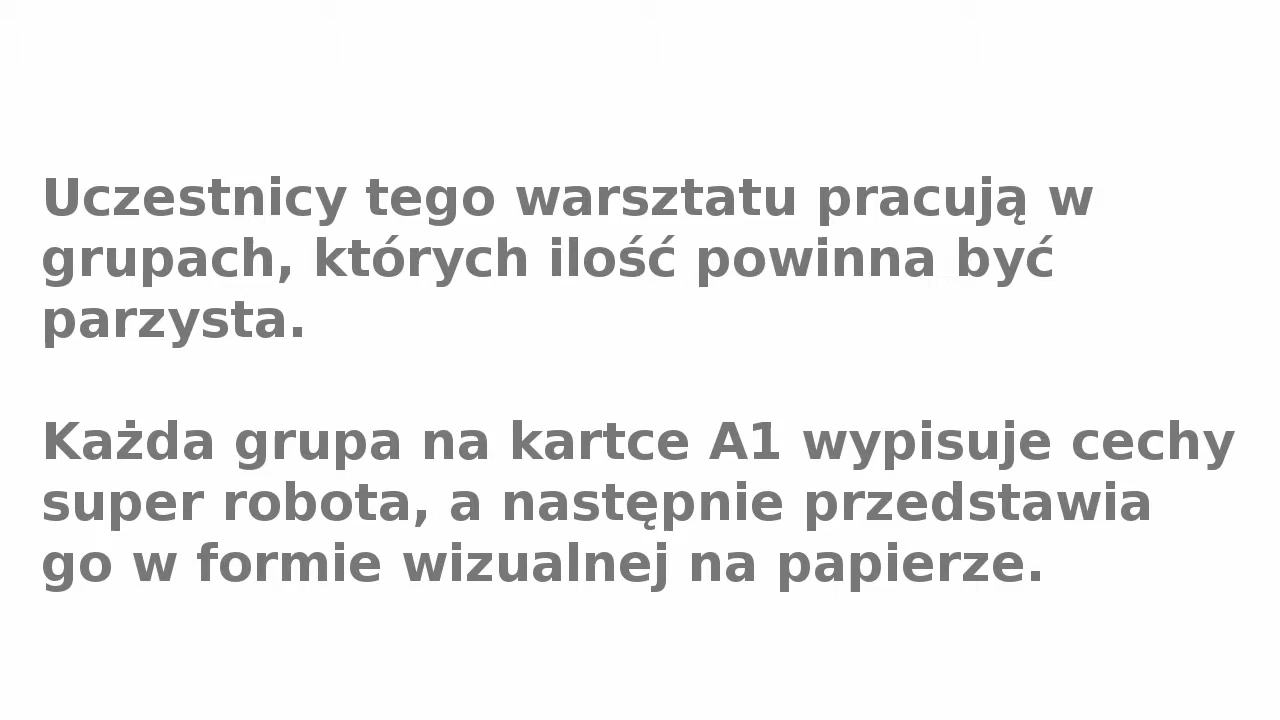 Uczestnicy tego warsztatu pracują w
grupach, których ilość powinna być
parzysta.
Każda grupa na kartce A1 wypisuje cechy
super robota, a następnie przedstawia
go w formie wizualnej na papierze.